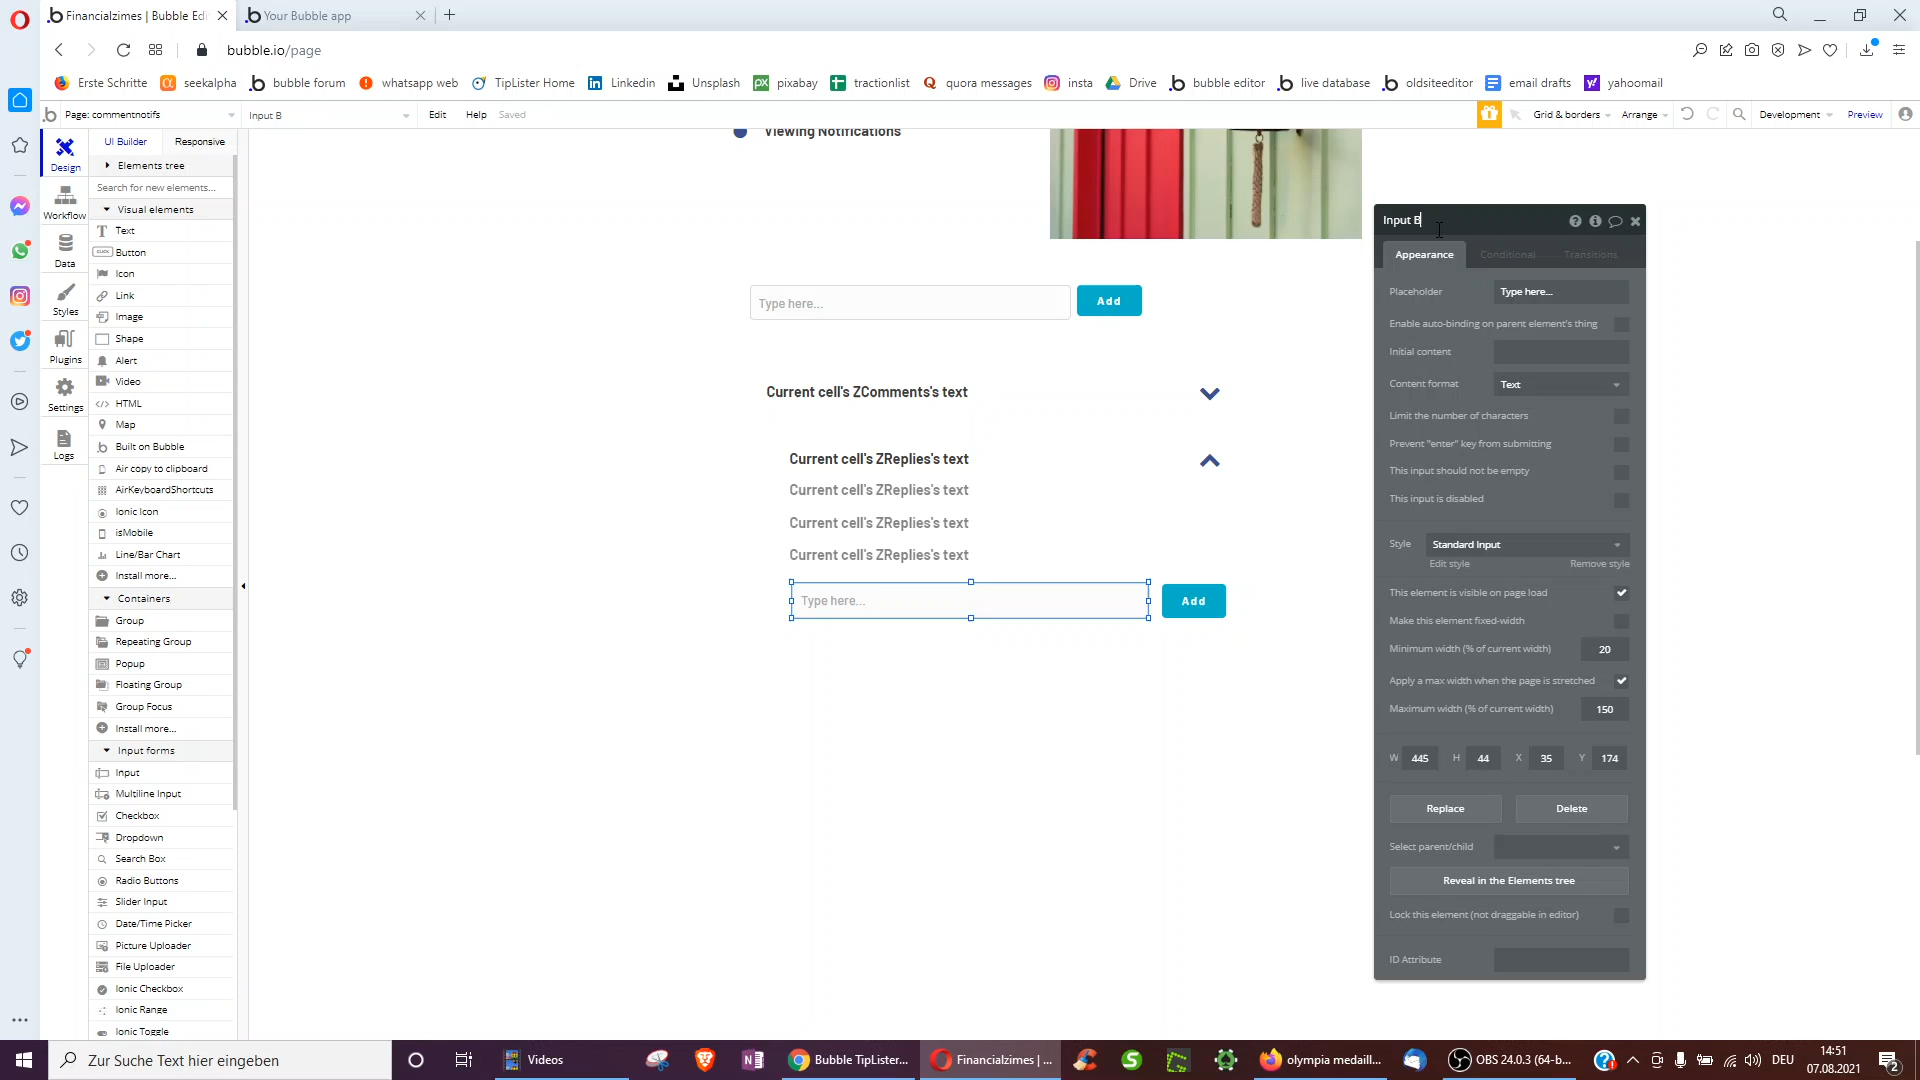 Financialzimes | Bubble Edi
Your Bubble app
bubble.io/page
Erste Schritte
seekalpha
bubble forum
whatsapp web
TipLister Home
Linkedin
Unsplash
pixabay
tractionlist
quora messages
insta
Drive
bubble editor
live database
oldsiteeditor
email drafts
yahoomail
Page: commentnotifs
Input B
Edit
Help
Saved
Grid & borders
Arrange
Development
Preview
Design
Workflow
Data
Styles
Plugins
Settings
Logs
UI Builder
Responsive
Elements tree
Search for new elements...
Visual elements
Text
Button
Icon
Link
Image
Shape
Alert
Video
HTML
Map
Built on Bubble
Air copy to clipboard
AirKeyboardShortcuts
Ionic Icon
isMobile
Line/Bar Chart
Install more...
Containers
Group
Repeating Group
Popup
Floating Group
Group Focus
Install more...
Input forms
Input
Multiline Input
Checkbox
Dropdown
Search Box
Radio Buttons
Slider Input
Date/Time Picker
Picture Uploader
File Uploader
Ionic Checkbox
Ionic Range
Ionic Toggle
Viewing Notifications
Type here...
Add
Current cell's ZComments's text
Current cell's ZReplies's text
Current cell's ZReplies's text
Current cell's ZReplies's text
Current cell's ZReplies's text
Type here...
Add
Input B
Appearance
Conditional
Transitions
Placeholder
Type here...
Enable auto-binding on parent element's thing
Initial content
Content format
Text
Limit the number of characters
Prevent "enter" key from submitting
This input should not be empty
This input is disabled
Style
Standard Input
Edit style
Remove style
This element is visible on page load
Make this element fixed-width
Minimum width (% of current width)
20
Apply a max width when the page is stretched
Maximum width (% of current width)
150
W 445 H 44 X 35 Y 174
Replace
Delete
Select parent/child
Reveal in the Elements tree
Lock this element (not draggable in editor)
ID Attribute
Zur Suche Text hier eingeben
Videos
Bubble TipLister...
Financialzimes | ...
olympia medaill...
OBS 24.0.3 (64-b...
DEU
14:51
07.08.2021
2